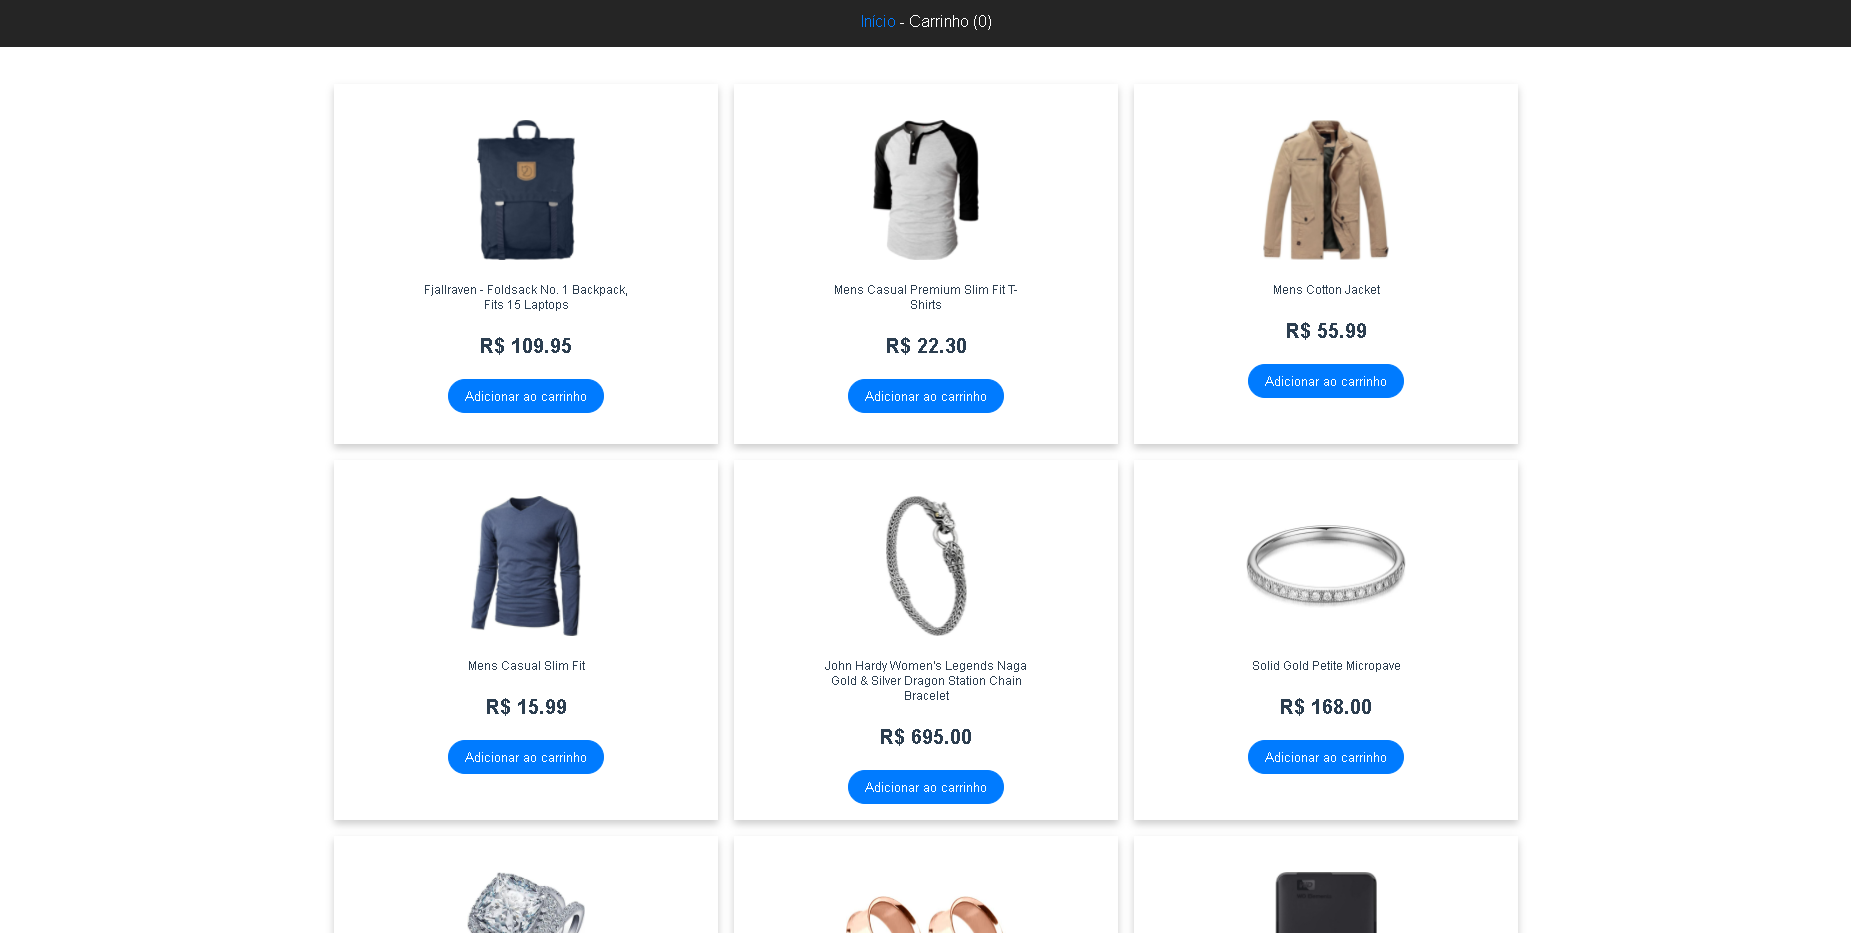 Início - Carrinho (0)
Fjallraven - Foldsack No. 1 Backpack,
Fits 15 Laptops
R$ 109.95
Adicionar ao carrinho
Mens Casual Premium Slim Fit T-
Shirts
R$ 22.30
Adicionar ao carrinho
Mens Cotton Jacket
R$ 55.99
Adicionar ao carrinho
Mens Casual Slim Fit
R$ 15.99
Adicionar ao carrinho
John Hardy Women's Legends Naga
Gold & Silver Dragon Station Chain
Bracelet
R$ 695.00
Adicionar ao carrinho
Solid Gold Petite Micropave
R$ 168.00
Adicionar ao carrinho